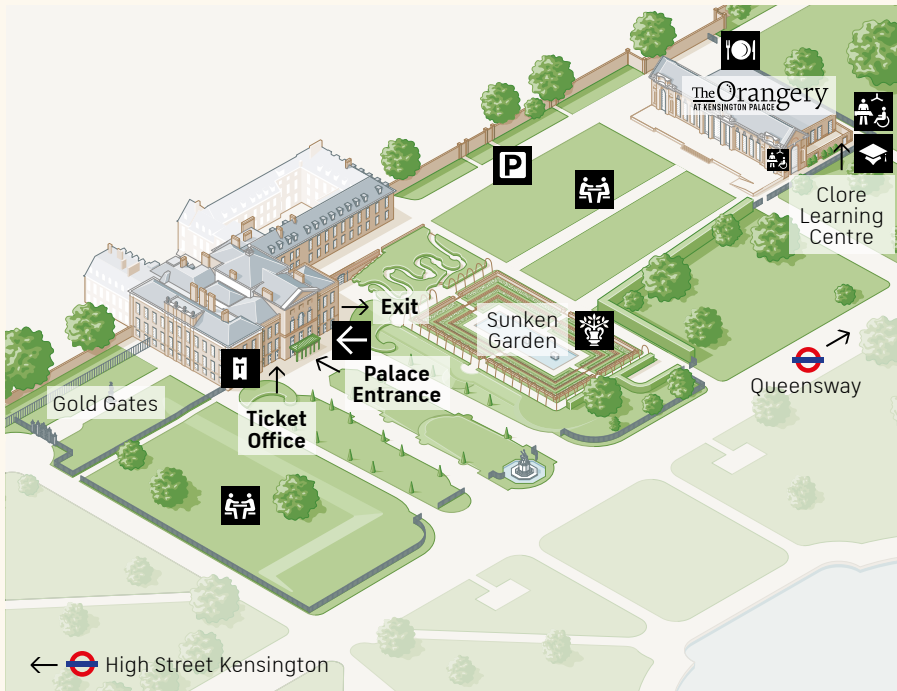 The Orangery
AT KENSINGTON PALACE
P
Clore
Learning
Centre
Exit
Sunken
Garden
Palace
Entrance
Queensway
Gold Gates
T
Ticket
Office
High Street Kensington